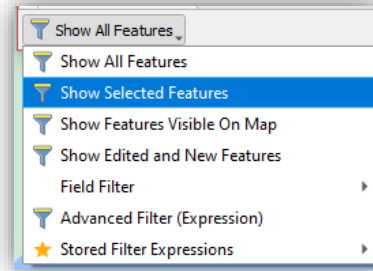 Show All Features
Show All Features
Show Selected Features
Show Features Visible On Map
Show Edited and New Features
Field Filter
Advanced Filter (Expression)
Stored Filter Expressions